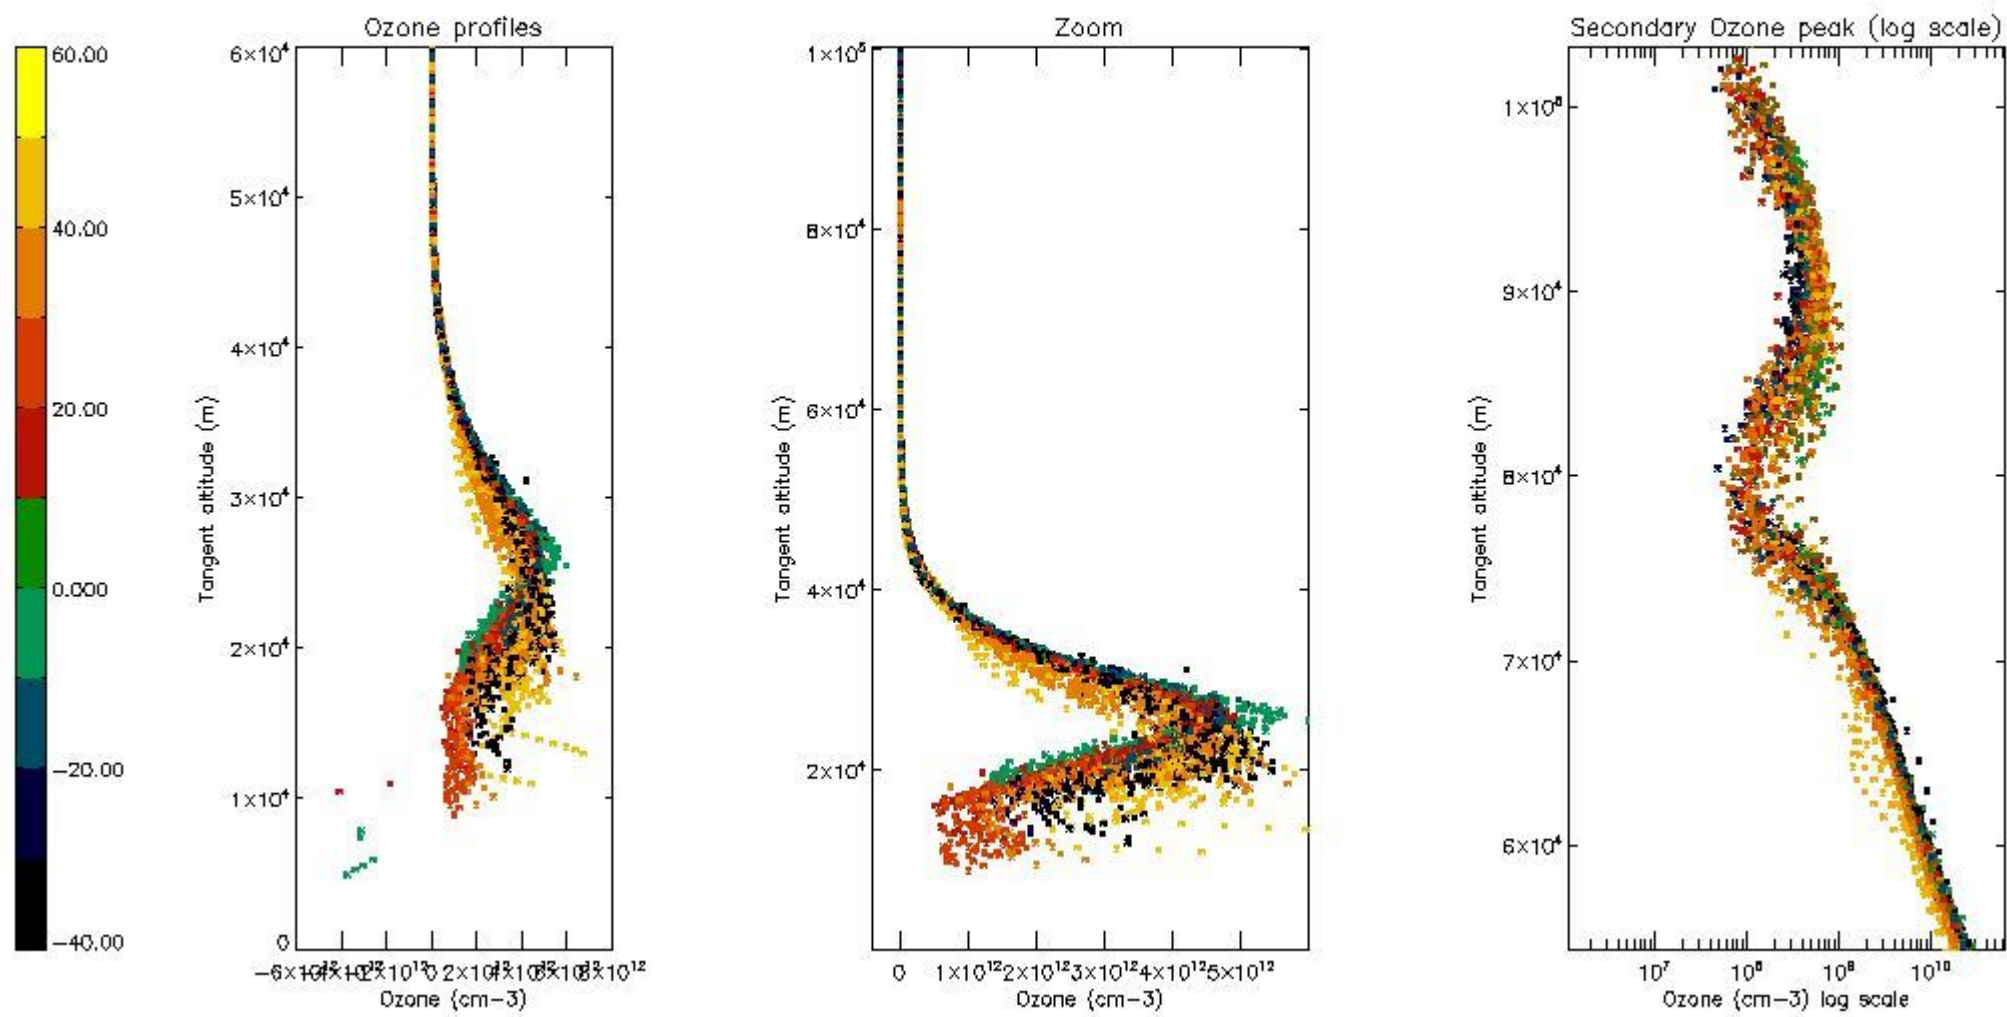 Ozone profiles
Zoom
Secondary Ozone peak (log scale)
60.00
40.00
20.00
0.000
−20.00
−40.00
6×10⁴
5×10⁴
4×10⁴
3×10⁴
2×10⁴
1×10⁴
0
Tangent altitude (m)
0
8×10¹²
Ozone (cm−3)
1×10⁵
8×10⁴
6×10⁴
4×10⁴
2×10⁴
Tangent altitude (m)
0 1×10¹² 2×10¹² 3×10¹² 4×10¹² 5×10¹²
Ozone (cm−3)
1×10⁵
9×10⁴
8×10⁴
7×10⁴
6×10⁴
Tangent altitude (m)
10⁷ 10⁸ 10⁹ 10¹⁰
Ozone (cm−3) log scale